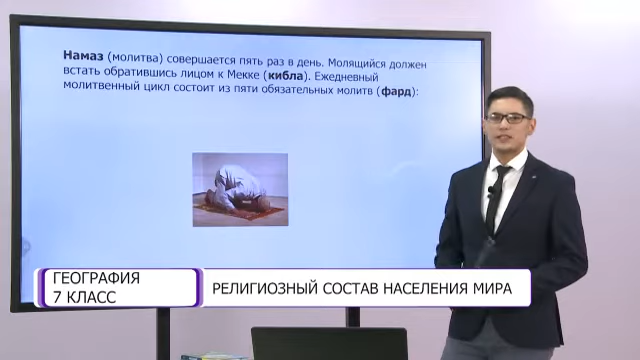 Намаз (молитва) совершается пять раз в день. Молящийся должен
встать обратившись лицом к Мекке (кибла). Ежедневный
молитвенный цикл состоит из пяти обязательных молитв (фард):
ГЕОГРАФИЯ
7 КЛАСС
РЕЛИГИОЗНЫЙ СОСТАВ НАСЕЛЕНИЯ МИРА